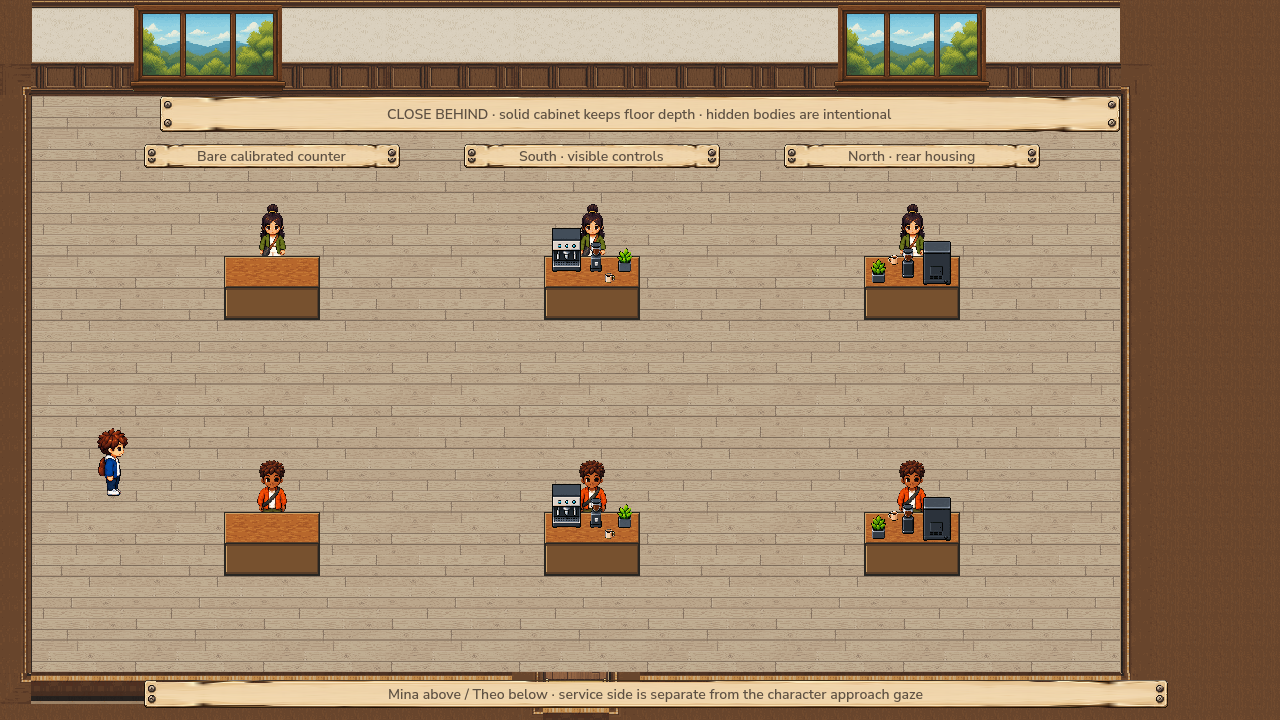 CLOSE BEHIND · solid cabinet keeps floor depth · hidden bodies are intentional
Bare calibrated counter
South · visible controls
North · rear housing
Mina above / Theo below · service side is separate from the character approach gaze